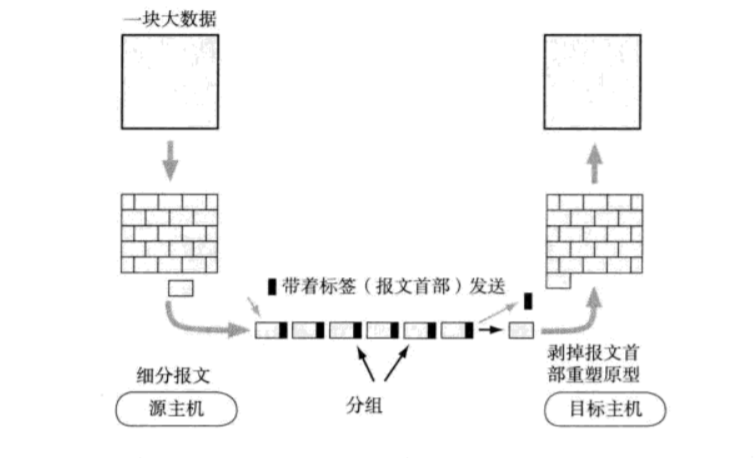 一块大数据
带着标签（报文首部）发送
细分报文
源主机
分组
剥掉报文首
部重塑原型
目标主机